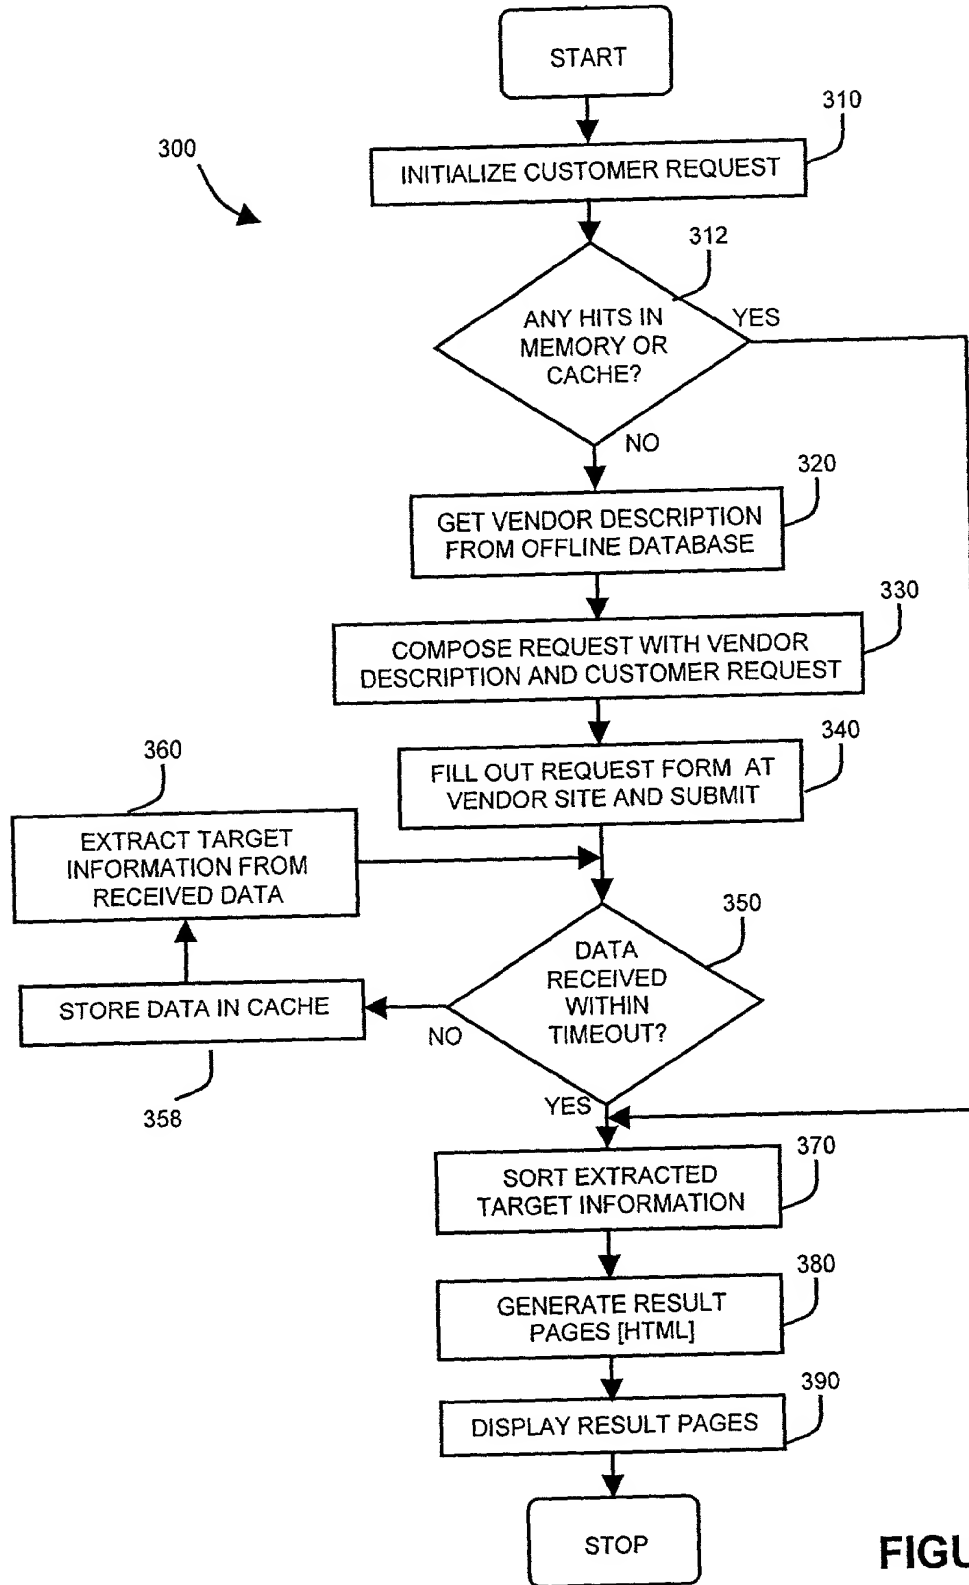 START
310
300
INITIALIZE CUSTOMER REQUEST
312
ANY HITS IN
MEMORY OR
CACHE?
YES
NO
320
GET VENDOR DESCRIPTION
FROM OFFLINE DATABASE
330
COMPOSE REQUEST WITH VENDOR
DESCRIPTION AND CUSTOMER REQUEST
340
FILL OUT REQUEST FORM AT
VENDOR SITE AND SUBMIT
360
EXTRACT TARGET
INFORMATION FROM
RECEIVED DATA
350
DATA
RECEIVED
WITHIN
TIMEOUT?
STORE DATA IN CACHE
NO
358
YES
370
SORT EXTRACTED
TARGET INFORMATION
380
GENERATE RESULT
PAGES [HTML]
390
DISPLAY RESULT PAGES
STOP